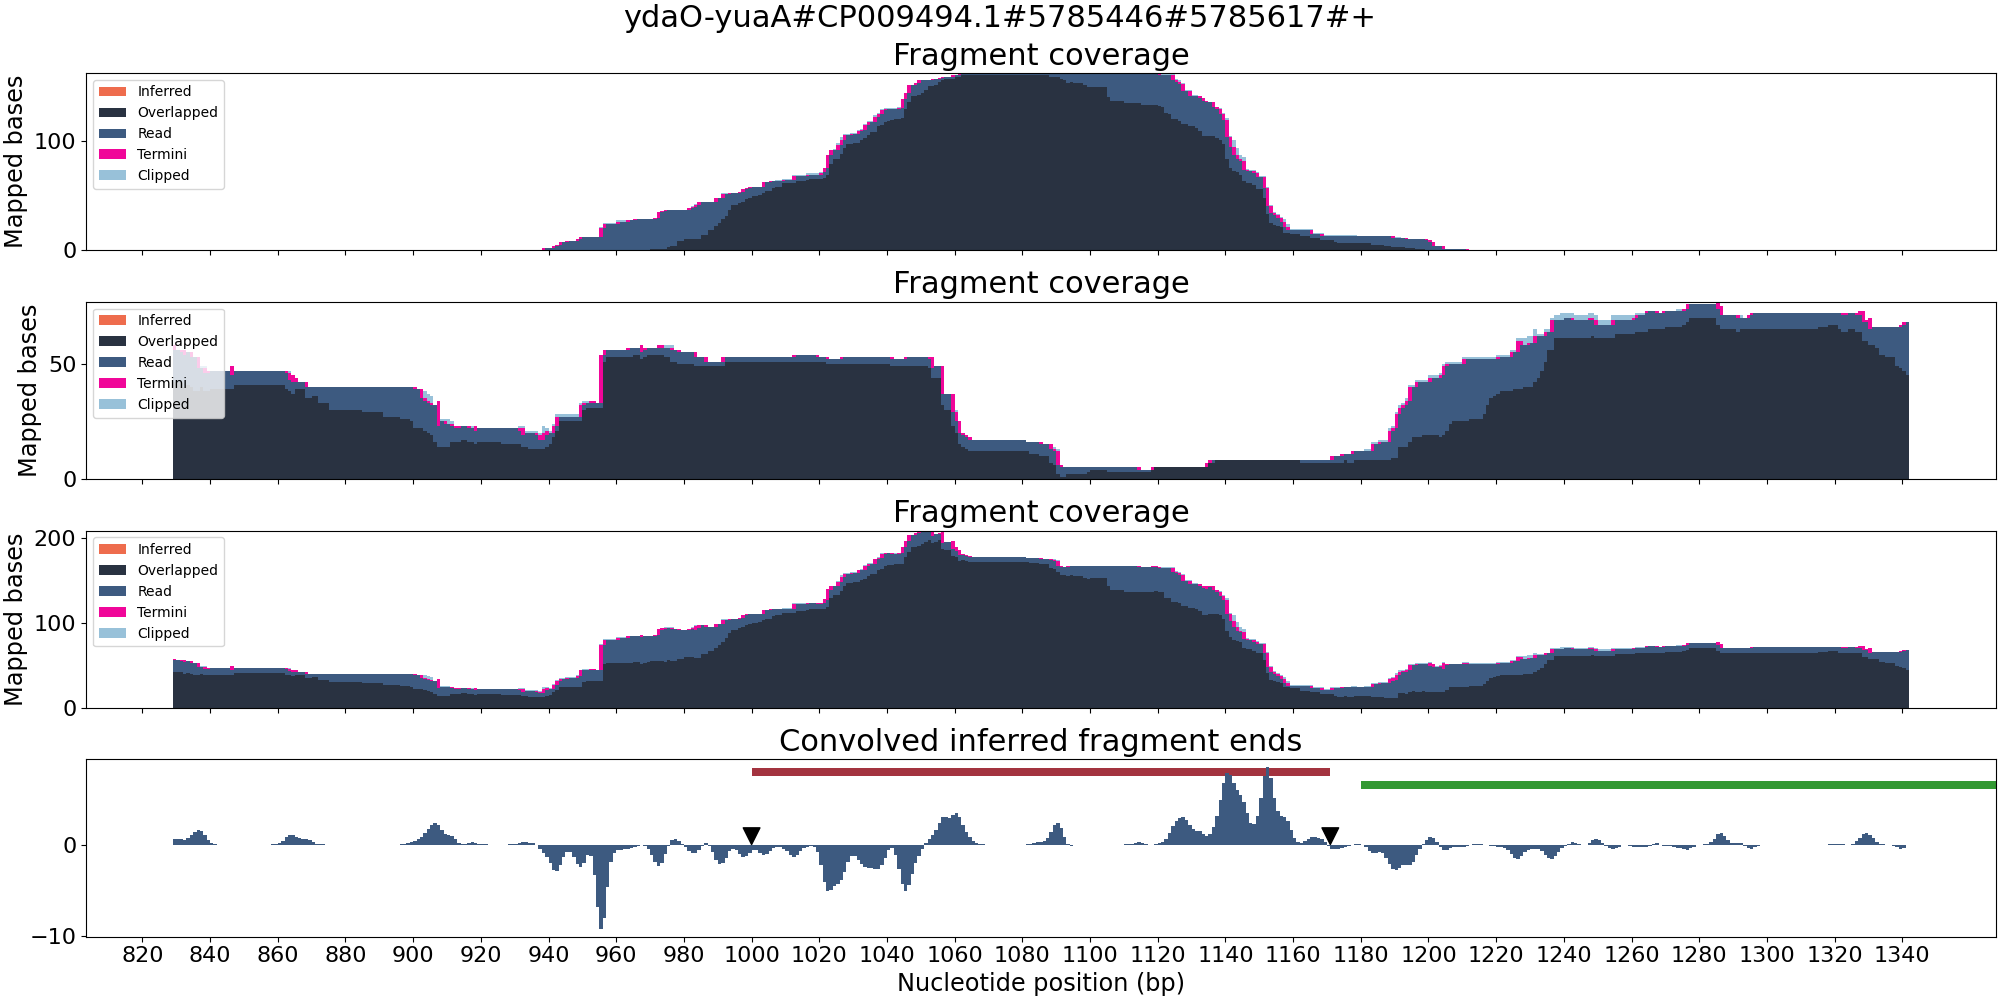 ydaO-yuaA#CP009494.1#5785446#5785617#+
Fragment coverage
Mapped bases
100
0
Inferred
Overlapped
Read
Termini
Clipped
Fragment coverage
Mapped bases
50
0
Inferred
Overlapped
Read
Termini
Clipped
Fragment coverage
Mapped bases
200
100
0
Inferred
Overlapped
Read
Termini
Clipped
Convolved inferred fragment ends
0
−10
820 840 860 880 900 920 940 960 980 1000 1020 1040 1060 1080 1100 1120 1140 1160 1180 1200 1220 1240 1260 1280 1300 1320 1340
Nucleotide position (bp)